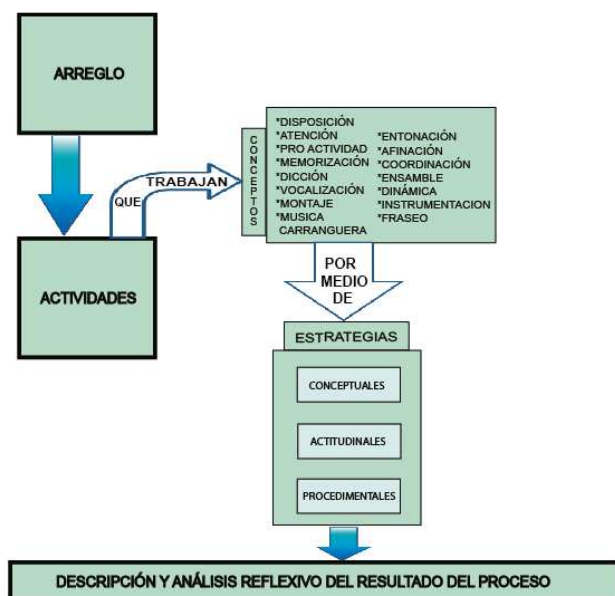 ARREGLO
ACTIVIDADES
QUE
TRABAJAN
CONCEPTOS
*DISPOSICIÓN
*ATENCIÓN
*PRO ACTIVIDAD
*MEMORIZACIÓN
*DICCIÓN
*VOCALIZACIÓN
*MONTAJE
*MUSICA
CARRANGUERA
*ENTONACIÓN
*AFINACIÓN
*COORDINACIÓN
*ENSAMBLE
*DINÁMICA
*INSTRUMENTACION
*FRASEO
POR
MEDIO
DE
ESTRATEGIAS
CONCEPTUALES
ACTITUDINALES
PROCEDIMENTALES
DESCRIPCIÓN Y ANÁLISIS REFLEXIVO DEL RESULTADO DEL PROCESO